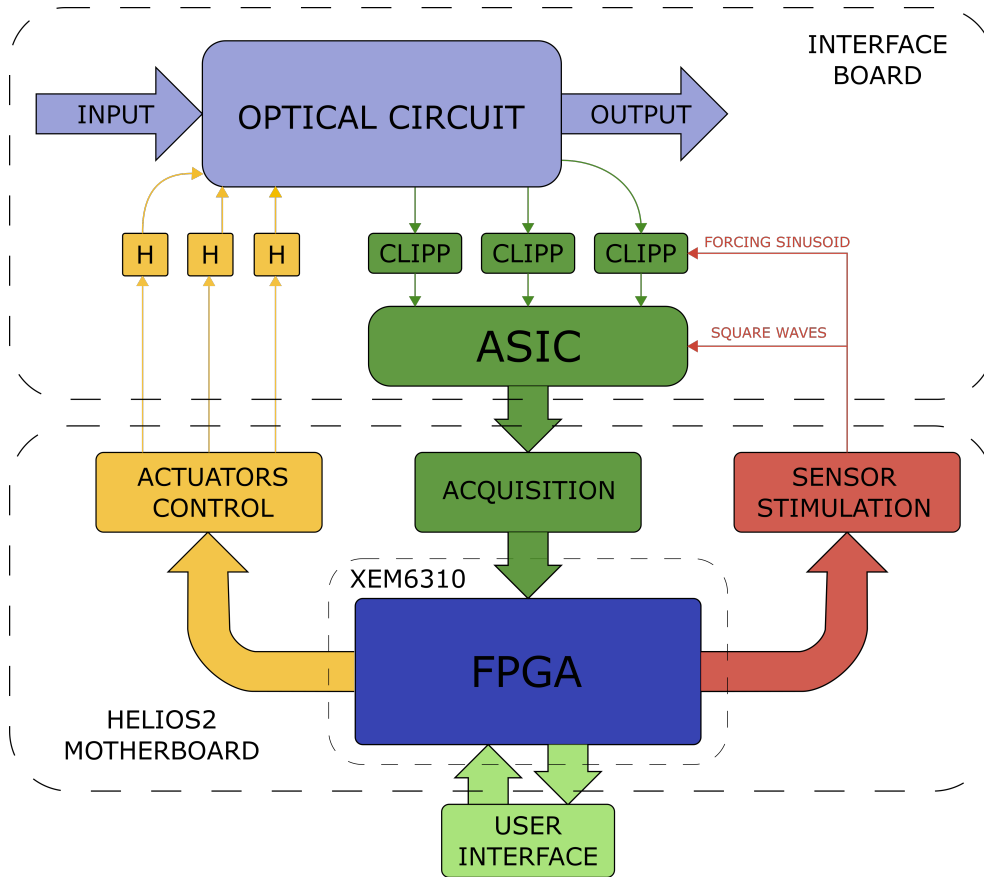 INTERFACE
BOARD
INPUT
OPTICAL CIRCUIT
OUTPUT
H
H
H
CLIPP
CLIPP
CLIPP
FORCING SINUSOID
ASIC
SQUARE WAVES
ACTUATORS
CONTROL
ACQUISITION
SENSOR
STIMULATION
XEM6310
FPGA
HELIOS2
MOTHERBOARD
USER
INTERFACE